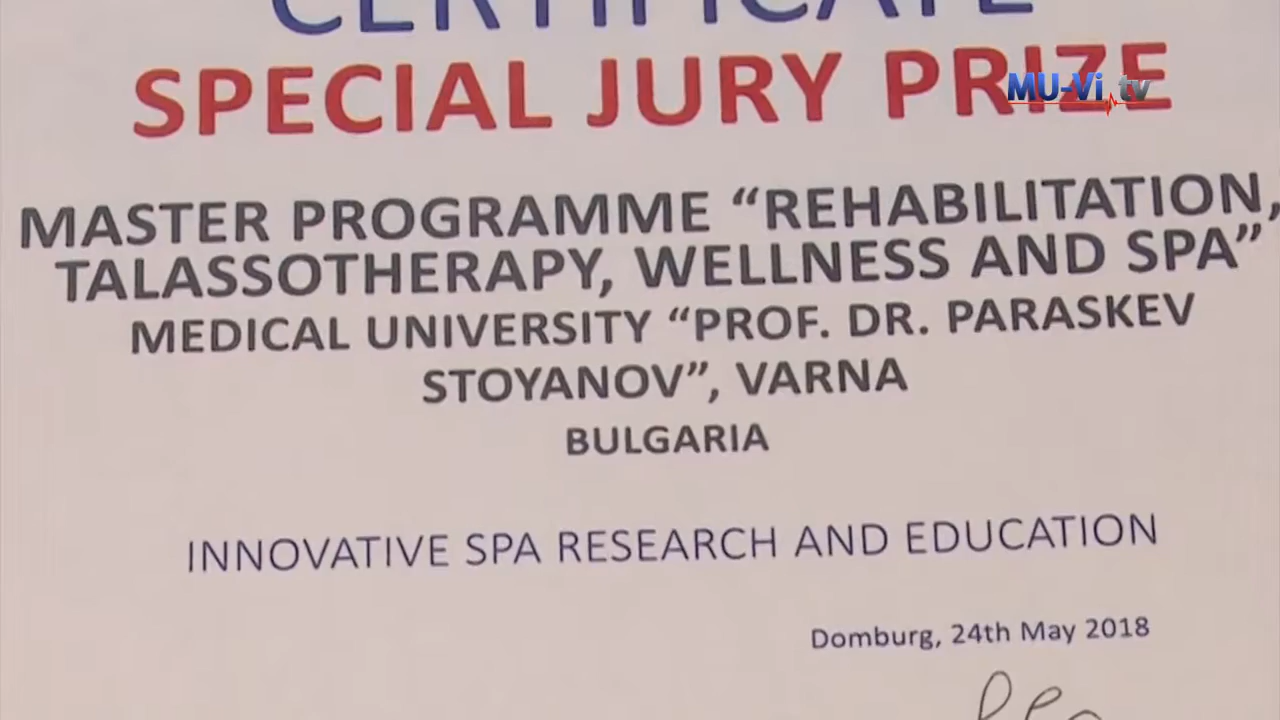 CERTIFICATE
SPECIAL JURY PRIZE
MU-Vi.tv
MASTER PROGRAMME “REHABILITATION,
TALASSOTHERAPY, WELLNESS AND SPA”
MEDICAL UNIVERSITY “PROF. DR. PARASKEV
STOYANOV”, VARNA
BULGARIA
INNOVATIVE SPA RESEARCH AND EDUCATION
Domburg, 24th May 2018